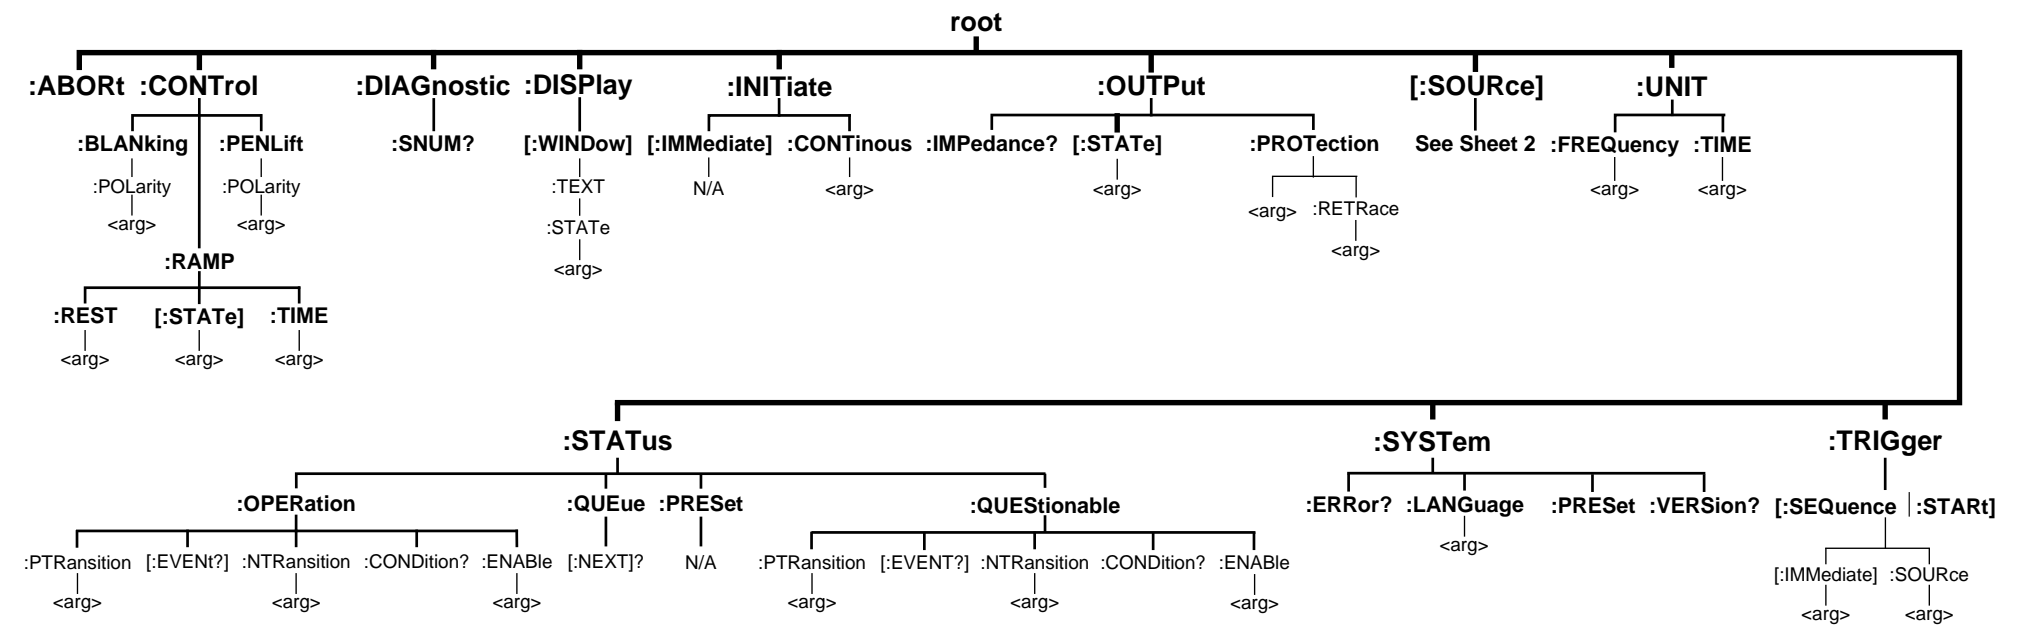 root
:ABORt :CONTrol :DIAGnostic :DISPlay :INITiate :OUTPut [:SOURce] :UNIT
:BLANking :PENLift :SNUM? [:WINDow] [:IMMediate] :CONTinous :IMPedance? [:STATe] :PROTection See Sheet 2 :FREQuency :TIME
:POLarity :POLarity :TEXT N/A <arg> <arg> <arg> <arg>
<arg> :RETRace
<arg> <arg> :STATe
<arg>
:RAMP <arg>
:REST [:STATe] :TIME
<arg> <arg> <arg>
:STATus :SYSTem :TRIGger
:OPERation :QUEue :PRESet :QUEStionable :ERRor? :LANGuage :PRESet :VERSion? [:SEQuence | :STARt]
<arg>
:PTRansition [:EVENt?] :NTRansition :CONDition? :ENABle [:NEXT]? N/A :PTRansition [:EVENT?] :NTRansition :CONDition? :ENABle
[:IMMediate] :SOURce
<arg> <arg> <arg> <arg> <arg> <arg>
<arg> <arg>